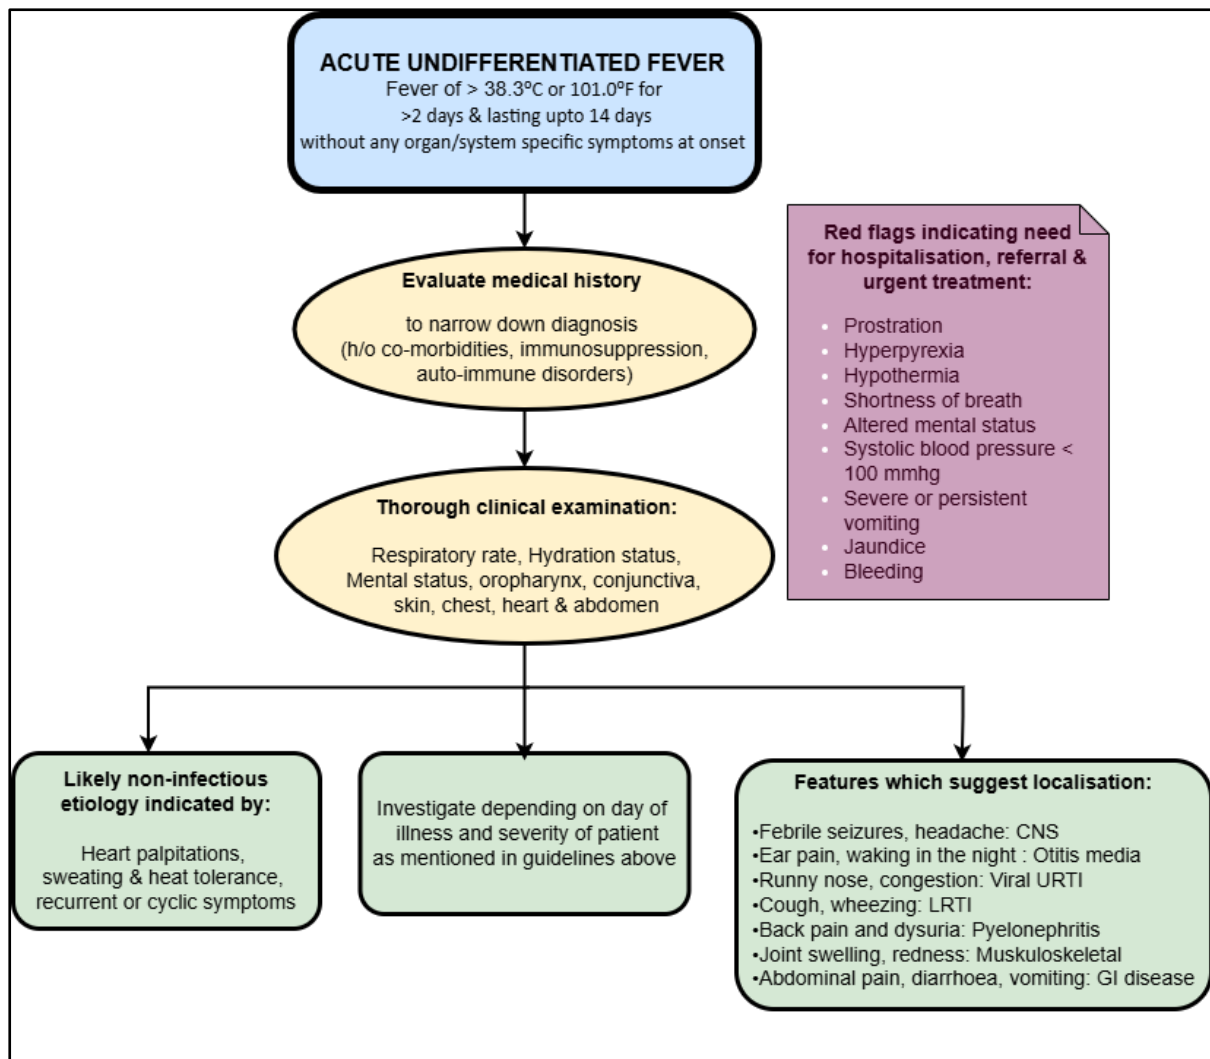 ACUTE UNDIFFERENTIATED FEVER
Fever of > 38.3ºC or 101.0ºF for
>2 days & lasting upto 14 days
without any organ/system specific symptoms at onset
Evaluate medical history
to narrow down diagnosis
(h/o co-morbidities, immunosuppression,
auto-immune disorders)
Red flags indicating need
for hospitalisation, referral &
urgent treatment:
• Prostration
• Hyperpyrexia
• Hypothermia
• Shortness of breath
• Altered mental status
• Systolic blood pressure <
100 mmhg
• Severe or persistent
vomiting
• Jaundice
• Bleeding
Thorough clinical examination:
Respiratory rate, Hydration status,
Mental status, oropharynx, conjunctiva,
skin, chest, heart & abdomen
Likely non-infectious
etiology indicated by:
Heart palpitations,
sweating & heat tolerance,
recurrent or cyclic symptoms
Investigate depending on day of
illness and severity of patient
as mentioned in guidelines above
Features which suggest localisation:
•Febrile seizures, headache: CNS
•Ear pain, waking in the night : Otitis media
•Runny nose, congestion: Viral URTI
•Cough, wheezing: LRTI
•Back pain and dysuria: Pyelonephritis
•Joint swelling, redness: Muskuloskeletal
•Abdominal pain, diarrhoea, vomiting: GI disease